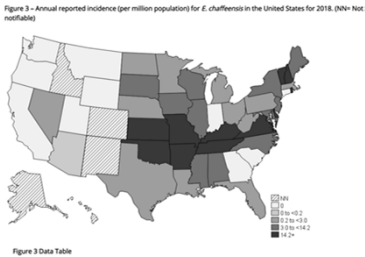 Figure 3 – Annual reported incidence (per million population) for E. chaffeensis in the United States for 2018. (NN= Not
notifiable)
NN
0
0 to <0.2
0.2 to <3.0
3.0 to <14.2
14.2+
Figure 3 Data Table